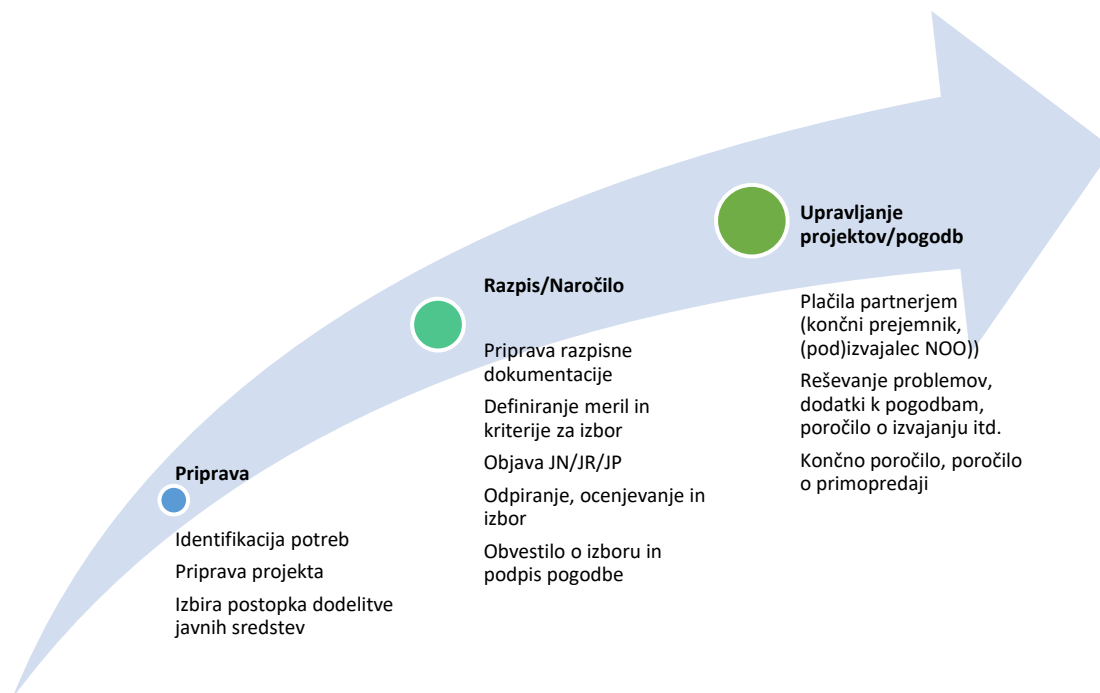 Priprava
Identifikacija potreb
Priprava projekta
Izbira postopka dodelitve
javnih sredstev
Razpis/Naročilo
Priprava razpisne
dokumentacije
Definiranje meril in
kriterije za izbor
Objava JN/JR/JP
Odpiranje, ocenjevanje in
izbor
Obvestilo o izboru in
podpis pogodbe
Upravljanje
projektov/pogodb
Plačila partnerjem
(končni prejemnik,
(pod)izvajalec NOO))
Reševanje problemov,
dodatki k pogodbam,
poročilo o izvajanju itd.
Končno poročilo, poročilo
o primopredaji